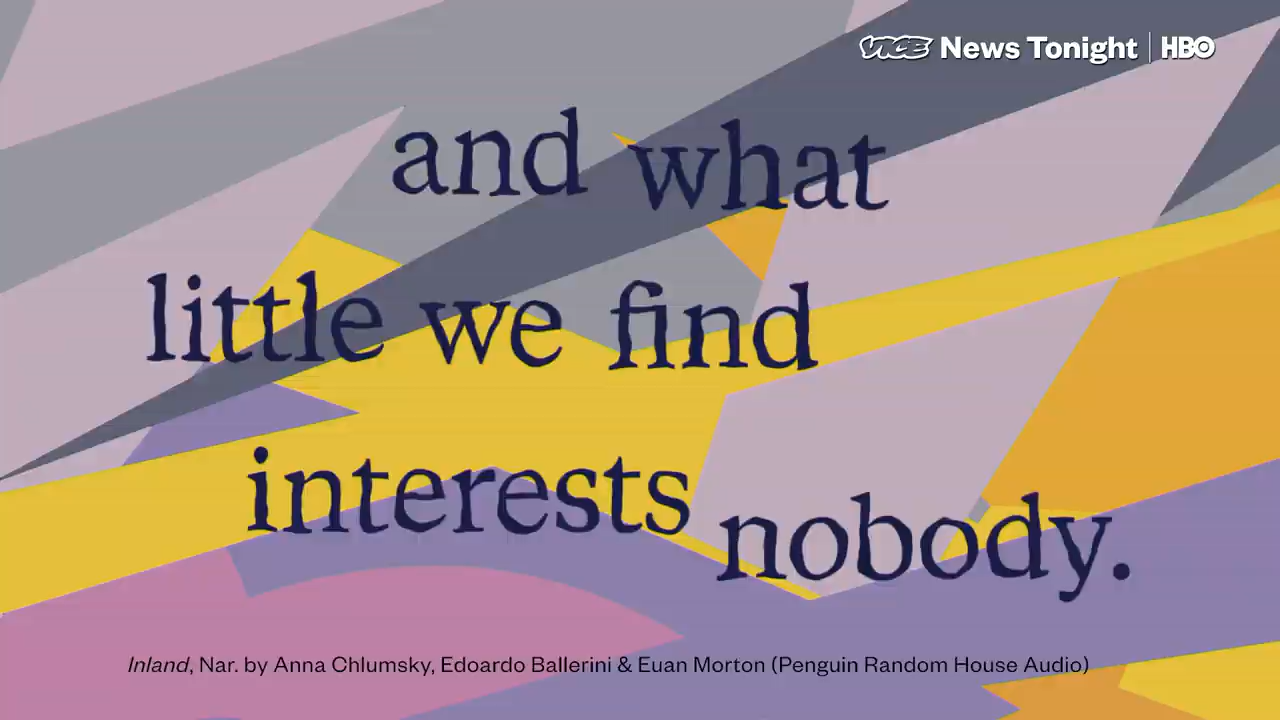 VICE News Tonight | HBO
and what
little we find
interests nobody.
Inland, Nar. by Anna Chlumsky, Edoardo Ballerini & Euan Morton (Penguin Random House Audio)